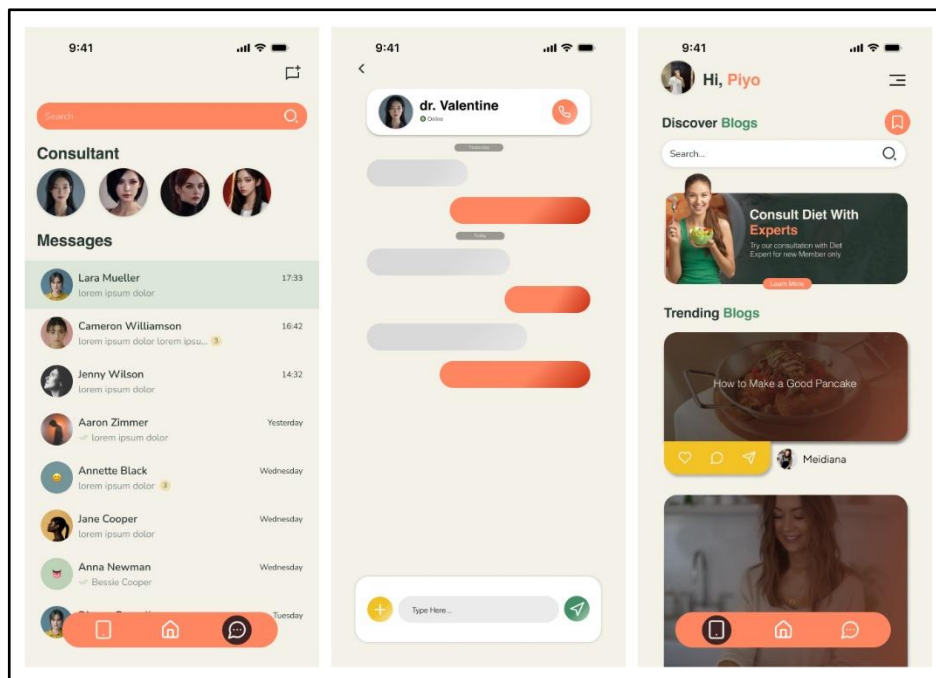 9:41
Search
Consultant
Messages
Lara Mueller
17:33
lorem ipsum dolor
Cameron Williamson
16:42
lorem ipsum dolor lorem ipsu... 3
Jenny Wilson
14:32
lorem ipsum dolor
Aaron Zimmer
Yesterday
lorem ipsum dolor
Annette Black
Wednesday
lorem ipsum dolor 3
Jane Cooper
Wednesday
lorem ipsum dolor
Anna Newman
Wednesday
Bessie Cooper
Tuesday
9:41
dr. Valentine
Online
Yesterday
Today
Type Here...
9:41
Hi, Piyo
Discover Blogs
Search...
Consult Diet With
Experts
Try our consultation with Diet
Expert for new Member only
Learn More
Trending Blogs
How to Make a Good Pancake
Meidiana